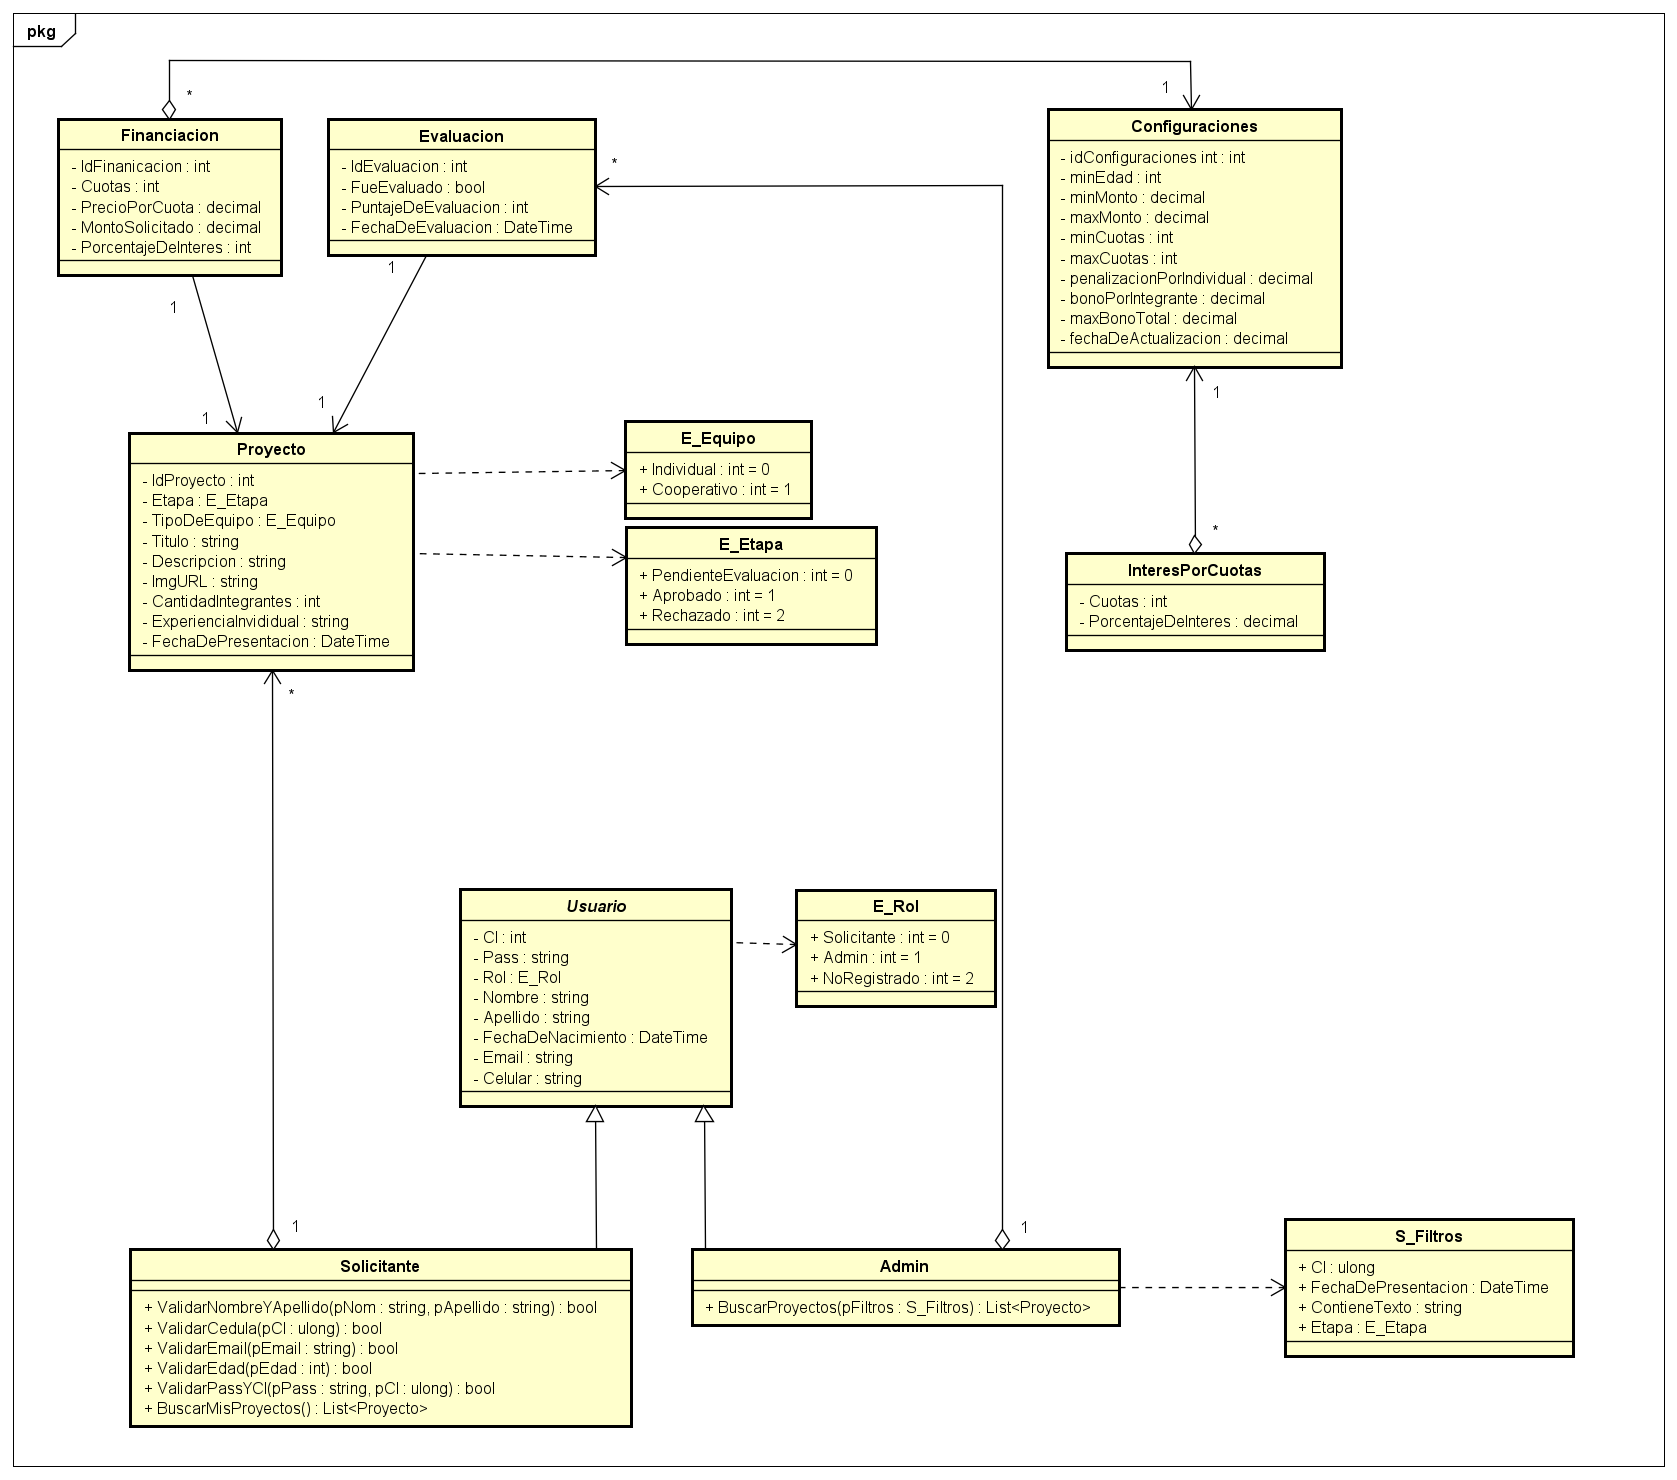 pkg
*
1
Financiacion
- IdFinanicacion : int
- Cuotas : int
- PrecioPorCuota : decimal
- MontoSolicitado : decimal
- PorcentajeDeInteres : int
Evaluacion
- IdEvaluacion : int
- FueEvaluado : bool
- PuntajeDeEvaluacion : int
- FechaDeEvaluacion : DateTime
*
Configuraciones
- idConfiguraciones int : int
- minEdad : int
- minMonto : decimal
- maxMonto : decimal
- minCuotas : int
- maxCuotas : int
- penalizacionPorIndividual : decimal
- bonoPorIntegrante : decimal
- maxBonoTotal : decimal
- fechaDeActualizacion : decimal
1
1
1
1
1
*
Proyecto
- IdProyecto : int
- Etapa : E_Etapa
- TipoDeEquipo : E_Equipo
- Titulo : string
- Descripcion : string
- ImgURL : string
- CantidadIntegrantes : int
- ExperienciaInvididual : string
- FechaDePresentacion : DateTime
*
E_Equipo
+ Individual : int = 0
+ Cooperativo : int = 1
E_Etapa
+ PendienteEvaluacion : int = 0
+ Aprobado : int = 1
+ Rechazado : int = 2
InteresPorCuotas
- Cuotas : int
- PorcentajeDeInteres : decimal
Usuario
- CI : int
- Pass : string
- Rol : E_Rol
- Nombre : string
- Apellido : string
- FechaDeNacimiento : DateTime
- Email : string
- Celular : string
E_Rol
+ Solicitante : int = 0
+ Admin : int = 1
+ NoRegistrado : int = 2
1
1
Solicitante
+ ValidarNombreYApellido(pNom : string, pApellido : string) : bool
+ ValidarCedula(pCI : ulong) : bool
+ ValidarEmail(pEmail : string) : bool
+ ValidarEdad(pEdad : int) : bool
+ ValidarPassYCI(pPass : string, pCI : ulong) : bool
+ BuscarMisProyectos() : List<Proyecto>
Admin
+ BuscarProyectos(pFiltros : S_Filtros) : List<Proyecto>
S_Filtros
+ CI : ulong
+ FechaDePresentacion : DateTime
+ ContieneTexto : string
+ Etapa : E_Etapa